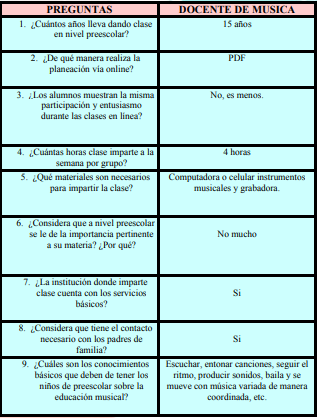 PREGUNTAS
DOCENTE DE MUSICA
1. ¿Cuántos años lleva dando clase
en nivel preescolar?
15 años
2. ¿De qué manera realiza la
planeación vía online?
PDF
3. ¿Los alumnos muestran la misma
participación y entusiasmo
durante las clases en línea?
No, es menos.
4. ¿Cuántas horas clase imparte a la
semana por grupo?
4 horas
5. ¿Qué materiales son necesarios
para impartir la clase?
Computadora o celular instrumentos
musicales y grabadora.
6. ¿Considera que a nivel preescolar
se le de la importancia pertinente
a su materia? ¿Por qué?
No mucho
7. ¿La institución donde imparte
clase cuenta con los servicios
básicos?
Si
8. ¿Considera que tiene el contacto
necesario con los padres de
familia?
Si
9. ¿Cuáles son los conocimientos
básicos que deben de tener los
niños de preescolar sobre la
educación musical?
Escuchar, entonar canciones, seguir el
ritmo, producir sonidos, baila y se
mueve con música variada de manera
coordinada, etc.